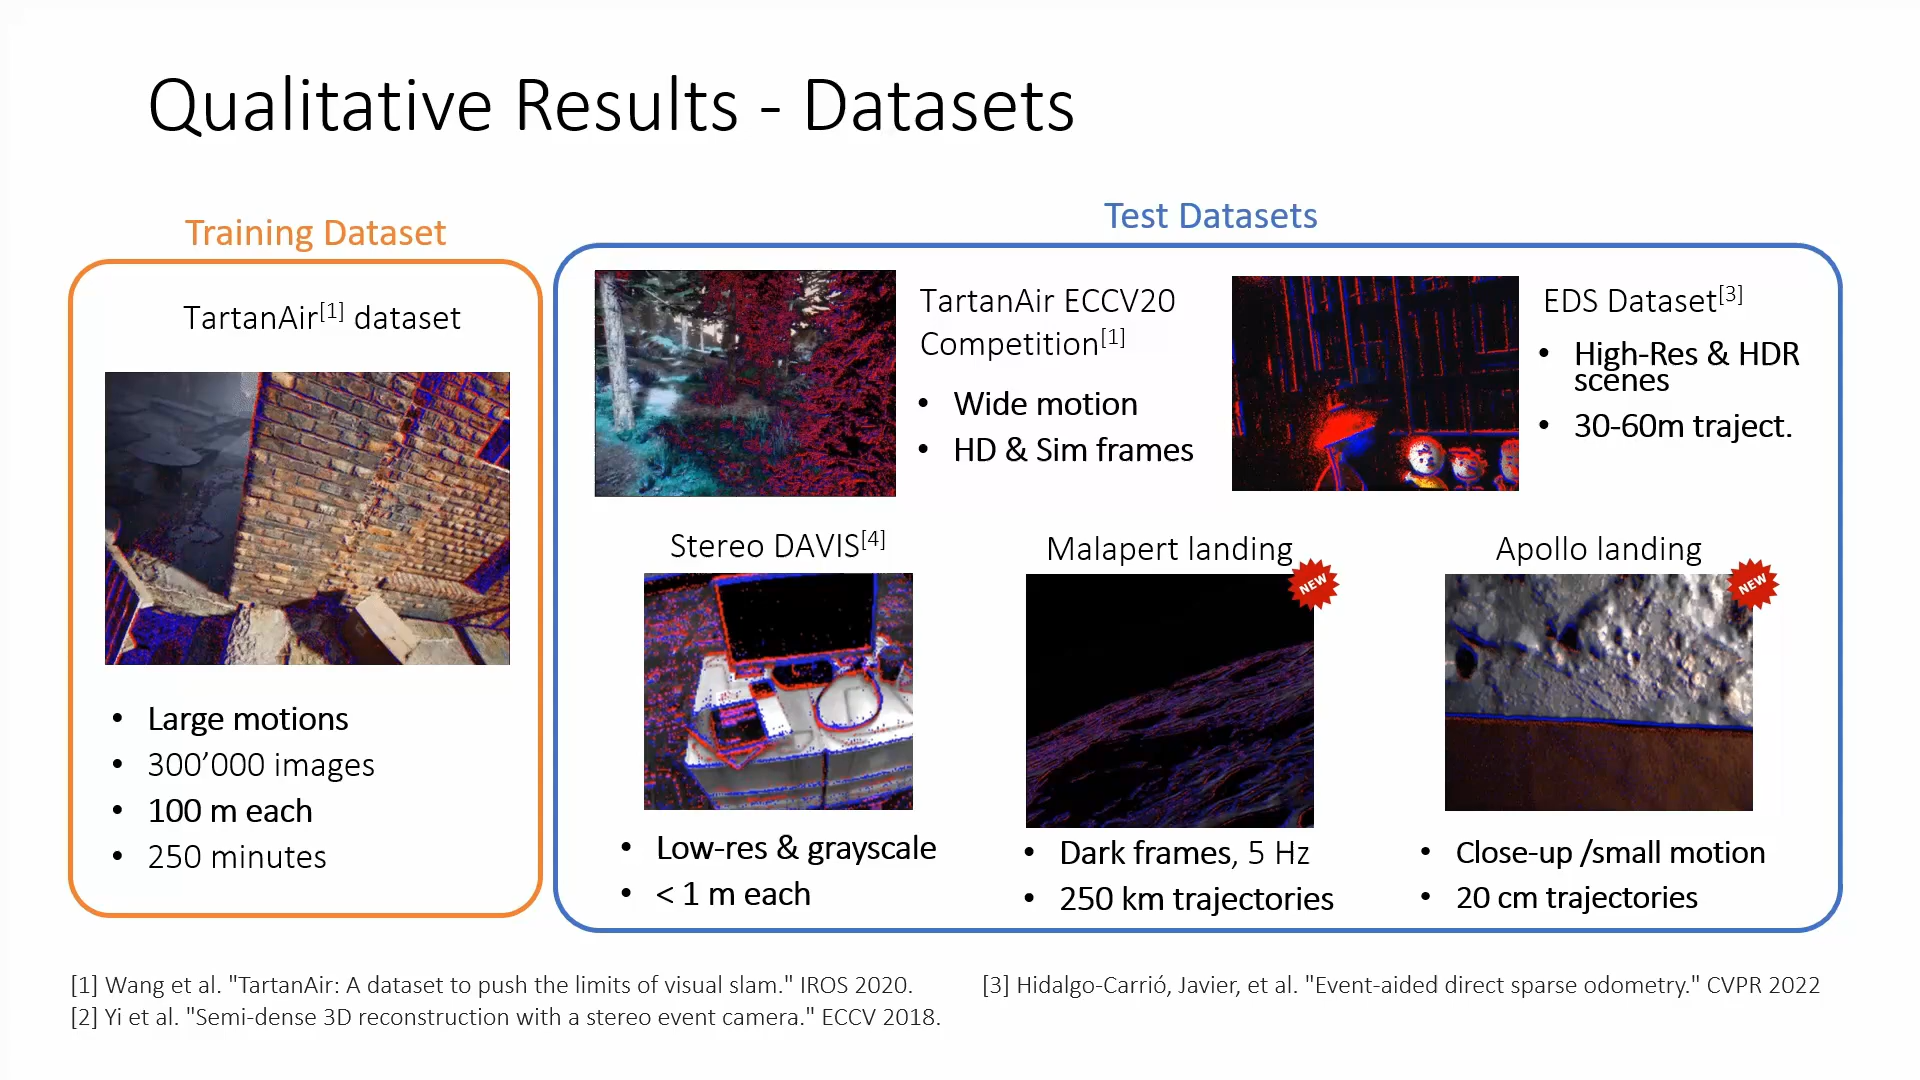 Qualitative Results - Datasets
Training Dataset
TartanAir[1] dataset
• Large motions
• 300’000 images
• 100 m each
• 250 minutes
Test Datasets
TartanAir ECCV20
Competition[1]
• Wide motion
• HD & Sim frames
EDS Dataset[3]
• High-Res & HDR
scenes
• 30-60m traject.
Stereo DAVIS[4]
• Low-res & grayscale
• < 1 m each
Malapert landing
NEW
• Dark frames, 5 Hz
• 250 km trajectories
Apollo landing
NEW
• Close-up /small motion
• 20 cm trajectories
[1] Wang et al. "TartanAir: A dataset to push the limits of visual slam." IROS 2020.
[2] Yi et al. "Semi-dense 3D reconstruction with a stereo event camera." ECCV 2018.
[3] Hidalgo-Carrió, Javier, et al. "Event-aided direct sparse odometry." CVPR 2022